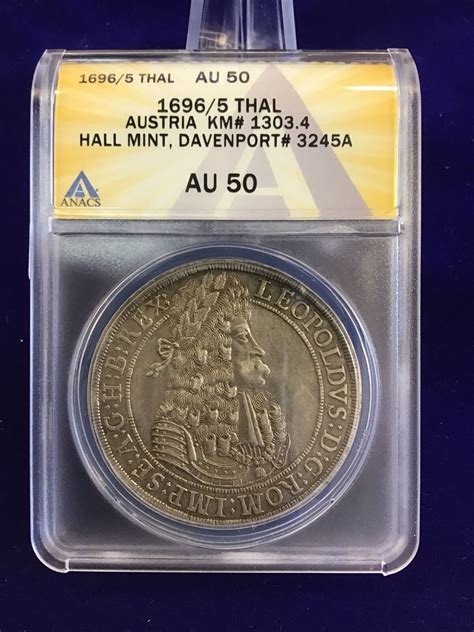 1696/5 THAL AU 50
1696/5 THAL
AUSTRIA KM# 1303.4
HALL MINT, DAVENPORT# 3245A
ANACS
AU 50
LEOPOLDVS: D: G: ROM: IMP: SE: A: G: H: B: REX: